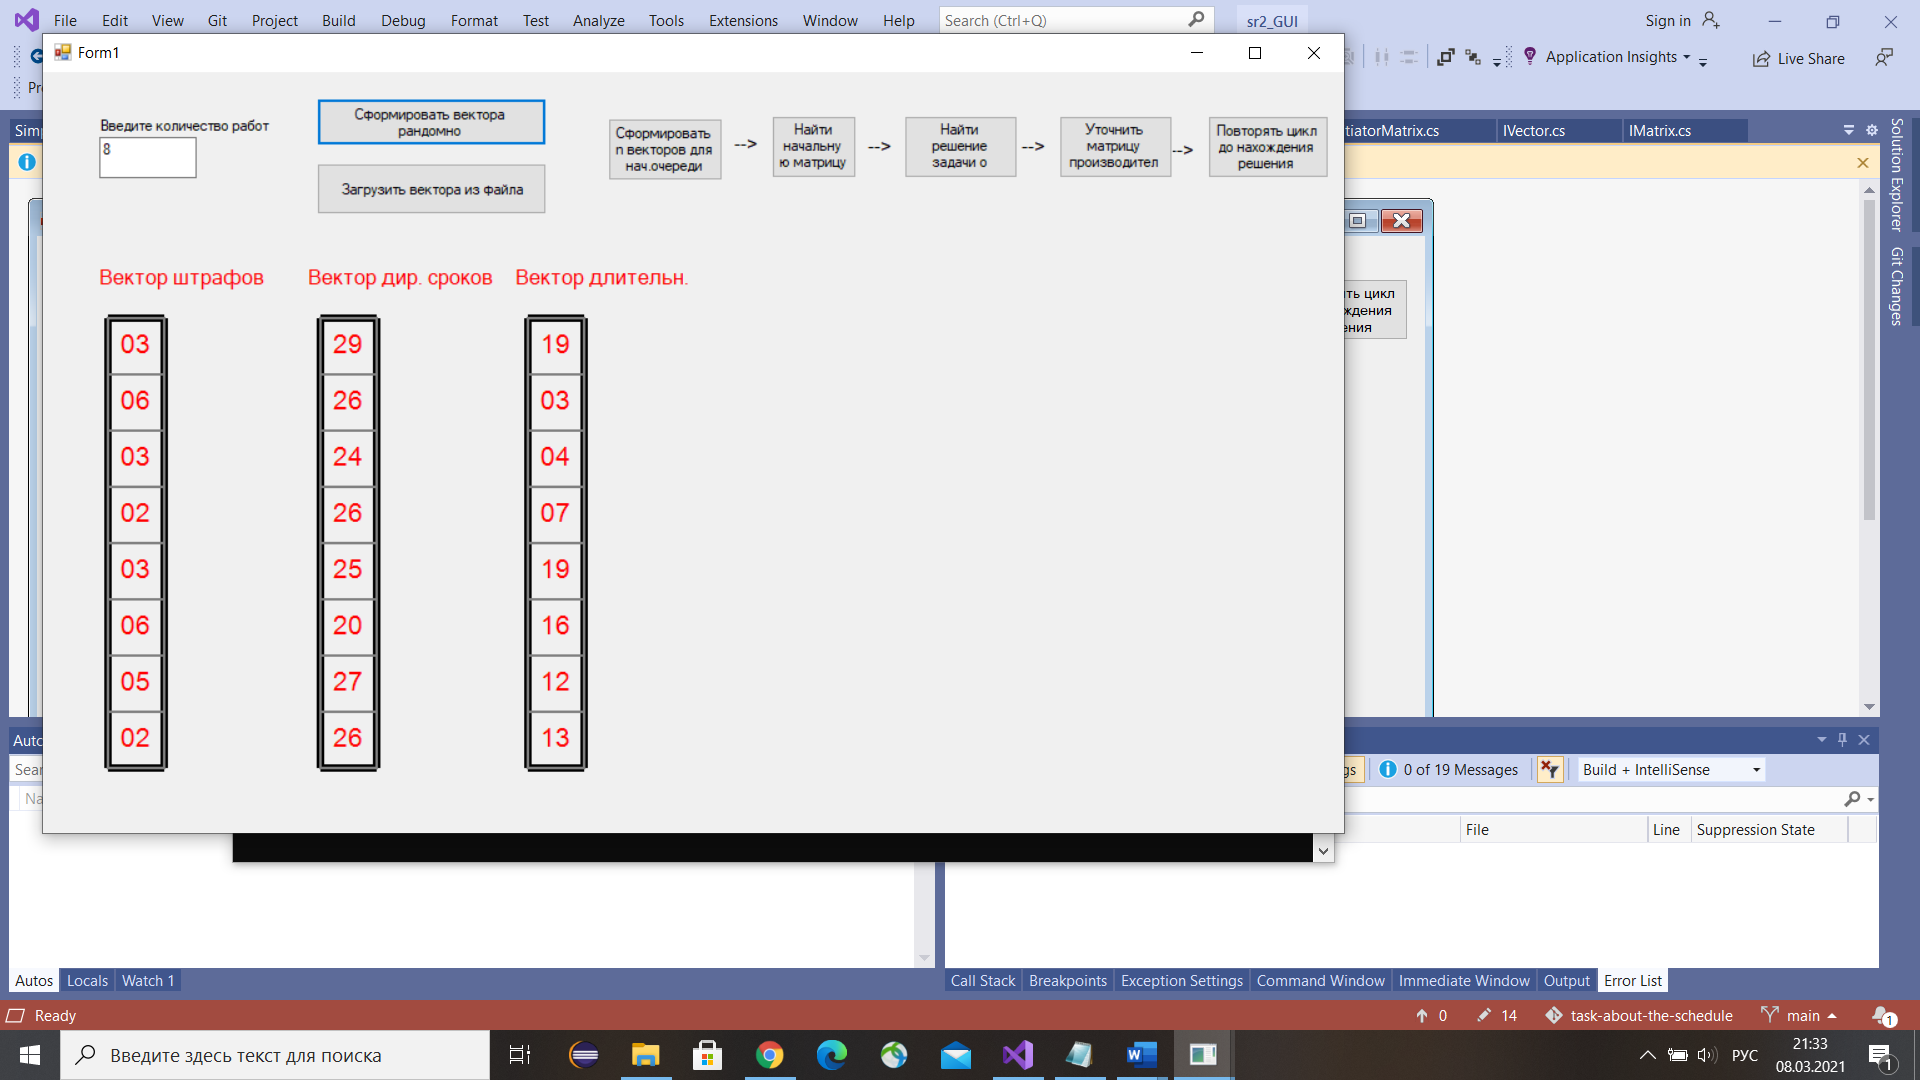 File Edit View Git Project Build Debug Format Test Analyze Tools Extensions Window Help Search (Ctrl+Q) sr2_GUI Sign in
Form1
Application Insights Live Share
Введите количество работ
8
Сформировать вектора
рандомно
Загрузить вектора из файла
Сформировать
n векторов для
нач.очереди
-->
Найти
начальну
ю матрицу
-->
Найти
решение
задачи о
-->
Уточнить
матрицу
производител
-->
Повторять цикл
до нахождения
решения
tiatorMatrix.cs IVector.cs IMatrix.cs
Solution Explorer
Git Changes
Вектор штрафов Вектор дир. сроков Вектор длительн.
03 29 19
06 26 03
03 24 04
02 26 07
03 25 19
06 20 16
05 27 12
02 26 13
0 of 19 Messages Build + IntelliSense
File Line Suppression State
Autos Locals Watch 1
Call Stack Breakpoints Exception Settings Command Window Immediate Window Output Error List
Ready 0 14 task-about-the-schedule main 1
Введите здесь текст для поиска
РУС 21:33
08.03.2021 1